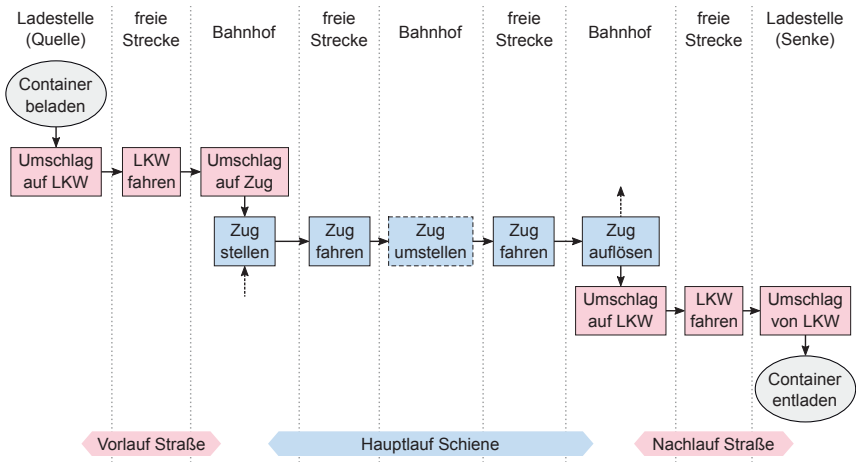 Ladestelle
(Quelle)
freie
Strecke
Bahnhof
freie
Strecke
Bahnhof
freie
Strecke
Bahnhof
freie
Strecke
Ladestelle
(Senke)
Container
beladen
Umschlag
auf LKW
LKW
fahren
Umschlag
auf Zug
Zug
stellen
Zug
fahren
Zug
umstellen
Zug
fahren
Zug
auflösen
Umschlag
auf LKW
LKW
fahren
Umschlag
von LKW
Container
entladen
Vorlauf Straße
Hauptlauf Schiene
Nachlauf Straße